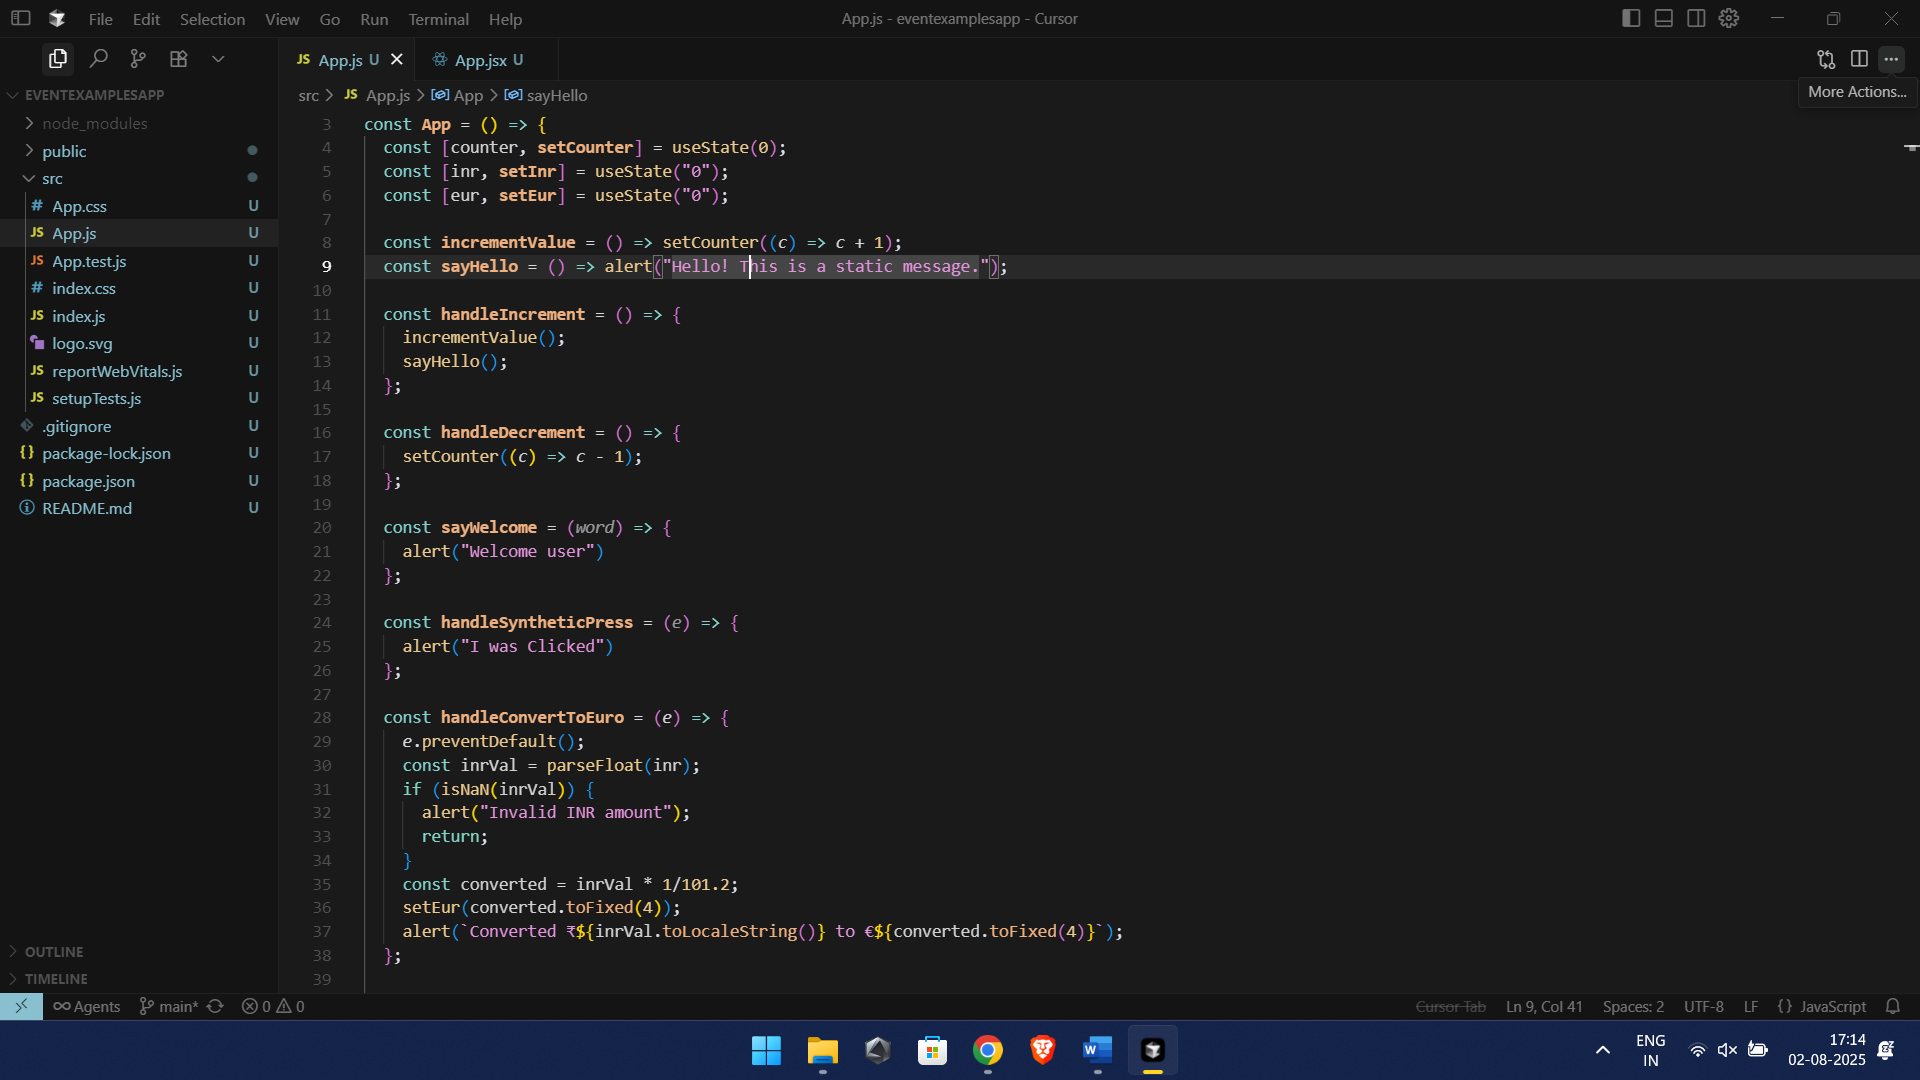 File Edit Selection View Go Run Terminal Help
App.js - eventexamplesapp - Cursor
EVENTEXAMPLESAPP
node_modules
public
src
# App.css U
JS App.js U
JS App.test.js U
# index.css U
JS index.js U
logo.svg U
JS reportWebVitals.js U
JS setupTests.js U
.gitignore U
{} package-lock.json U
{} package.json U
README.md U
OUTLINE
TIMELINE
JS App.js U
App.jsx U
More Actions...
src > JS App.js > App > sayHello
3 const App = () => {
4 const [counter, setCounter] = useState(0);
5 const [inr, setInr] = useState("0");
6 const [eur, setEur] = useState("0");
7
8 const incrementValue = () => setCounter((c) => c + 1);
9 const sayHello = () => alert("Hello! This is a static message.");
10
11 const handleIncrement = () => {
12 incrementValue();
13 sayHello();
14 };
15
16 const handleDecrement = () => {
17 setCounter((c) => c - 1);
18 };
19
20 const sayWelcome = (word) => {
21 alert("Welcome user")
22 };
23
24 const handleSyntheticPress = (e) => {
25 alert("I was Clicked")
26 };
27
28 const handleConvertToEuro = (e) => {
29 e.preventDefault();
30 const inrVal = parseFloat(inr);
31 if (isNaN(inrVal)) {
32 alert("Invalid INR amount");
33 return;
34 }
35 const converted = inrVal * 1/101.2;
36 setEur(converted.toFixed(4));
37 alert(`Converted ₹${inrVal.toLocaleString()} to €${converted.toFixed(4)}`);
38 };
39
Agents main* 0 0
Cursor Tab Ln 9, Col 41 Spaces: 2 UTF-8 LF {} JavaScript
W
ENG
IN
17:14
02-08-2025